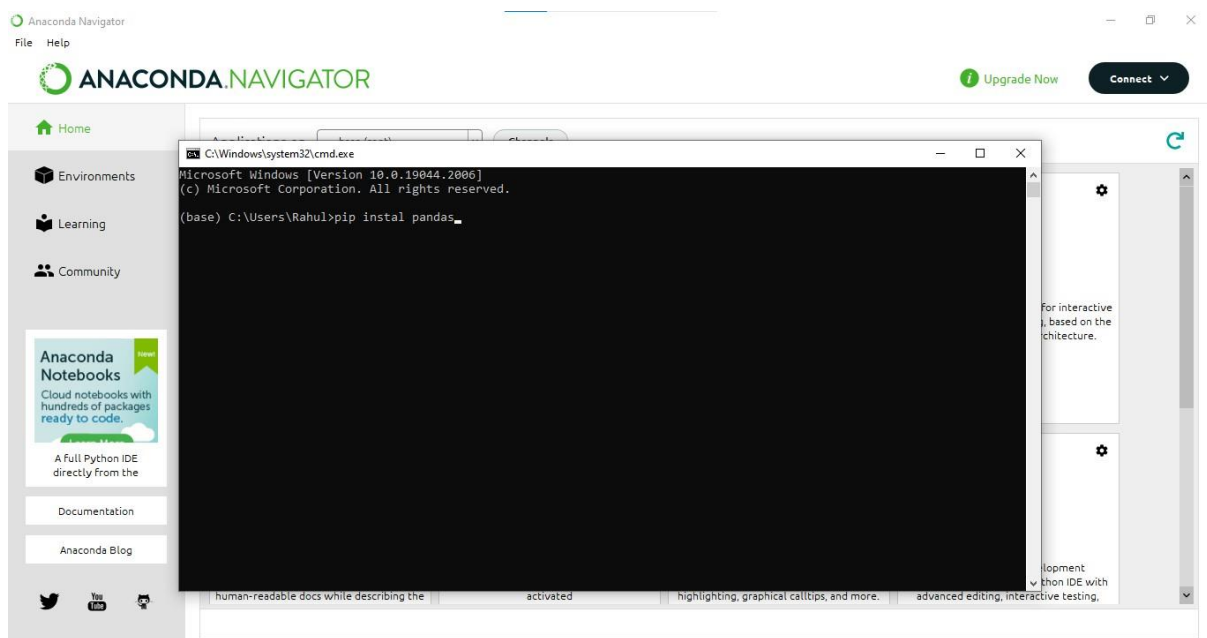 Anaconda Navigator
File Help
ANACONDA.NAVIGATOR
Upgrade Now
Connect
Home
C:\Windows\system32\cmd.exe
Microsoft Windows [Version 10.0.19044.2006]
(c) Microsoft Corporation. All rights reserved.
(base) C:\Users\Rahul>pip instal pandas
Environments
Learning
Community
for interactive
based on the
Anaconda
Notebooks
New!
Cloud notebooks with
hundreds of packages
ready to code.
A full Python IDE
directly from the
Documentation
Anaconda Blog
You
Tube
IDE with
human-readable docs while describing the
activated
highlighting, graphical calltips, and more.
advanced editing, interactive testing,